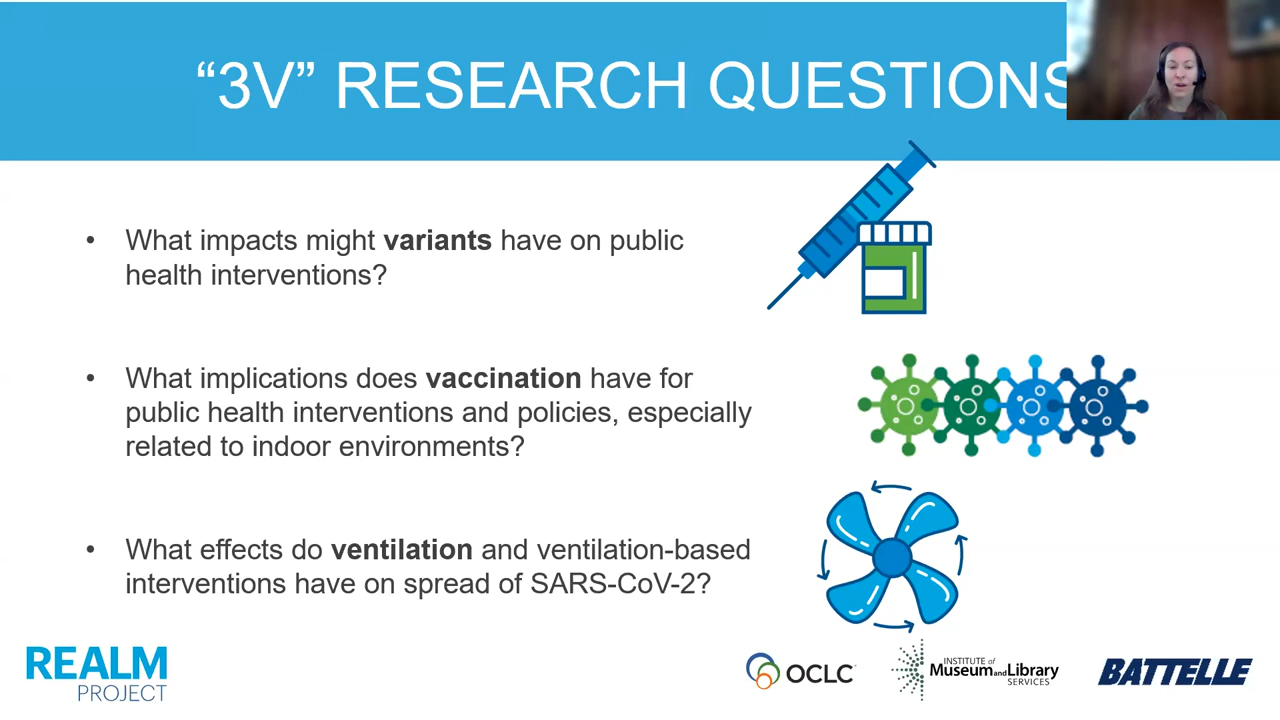 “3V” RESEARCH QUESTIONS
• What impacts might variants have on public
health interventions?
• What implications does vaccination have for
public health interventions and policies, especially
related to indoor environments?
• What effects do ventilation and ventilation-based
interventions have on spread of SARS-CoV-2?
REALM
PROJECT
OCLC
INSTITUTE of
Museum and Library
SERVICES
BATTELLE